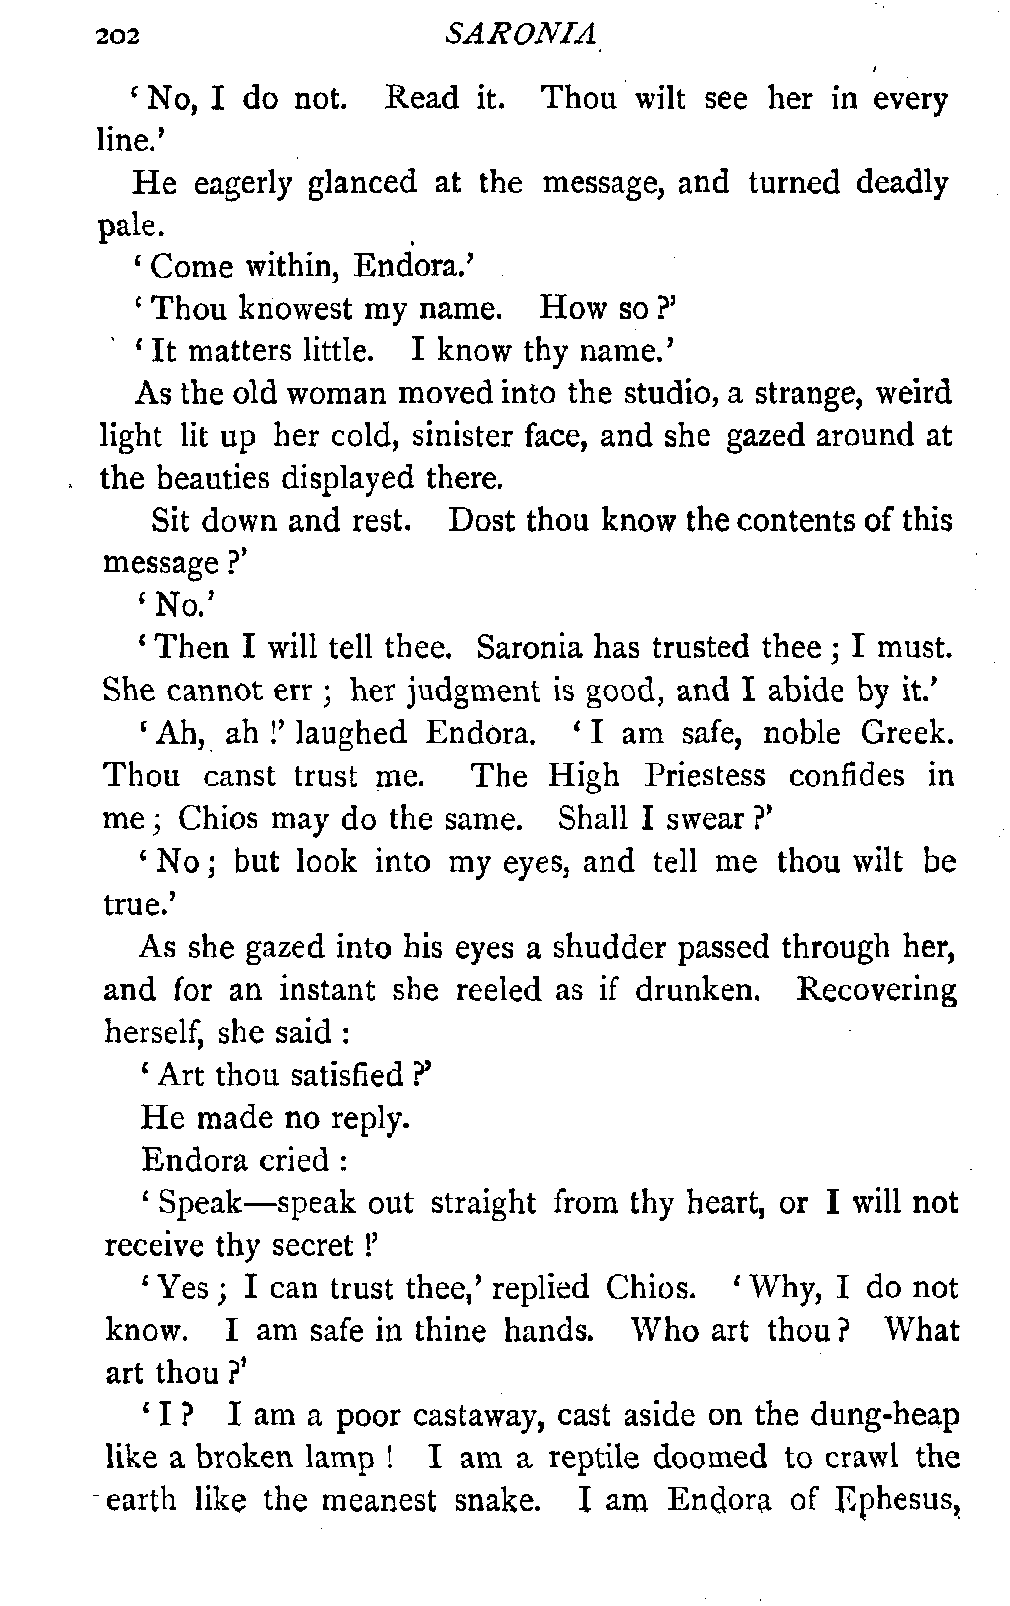 202 SARONIA
‘No, I do not. Read it. Thou wilt see her in every
line.’
He eagerly glanced at the message, and turned deadly
pale.
‘Come within, Endora.’
‘Thou knowest my name. How so?’
‘It matters little. I know thy name.’
As the old woman moved into the studio, a strange, weird
light lit up her cold, sinister face, and she gazed around at
the beauties displayed there.
Sit down and rest. Dost thou know the contents of this
message?’
‘No.’
‘Then I will tell thee. Saronia has trusted thee; I must.
She cannot err; her judgment is good, and I abide by it.’
‘Ah, ah!’ laughed Endora. ‘I am safe, noble Greek.
Thou canst trust me. The High Priestess confides in
me; Chios may do the same. Shall I swear?’
‘No; but look into my eyes, and tell me thou wilt be
true.’
As she gazed into his eyes a shudder passed through her,
and for an instant she reeled as if drunken. Recovering
herself, she said:
‘Art thou satisfied?’
He made no reply.
Endora cried:
‘Speak—speak out straight from thy heart, or I will not
receive thy secret!’
‘Yes; I can trust thee,’ replied Chios. ‘Why, I do not
know. I am safe in thine hands. Who art thou? What
art thou?’
‘I? I am a poor castaway, cast aside on the dung-heap
like a broken lamp! I am a reptile doomed to crawl the
earth like the meanest snake. I am Endora of Ephesus,